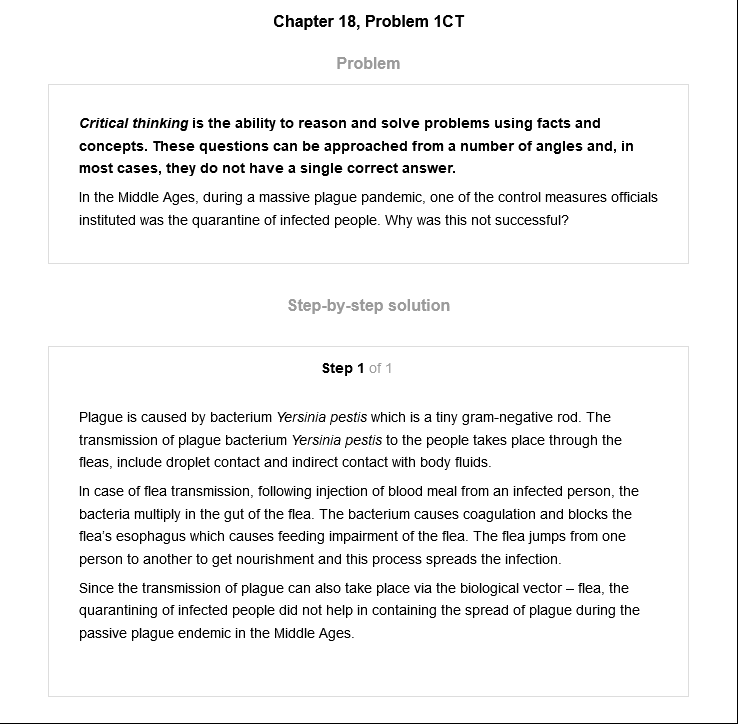 Chapter 18, Problem 1CT
Problem
Critical thinking is the ability to reason and solve problems using facts and
concepts. These questions can be approached from a number of angles and, in
most cases, they do not have a single correct answer.
In the Middle Ages, during a massive plague pandemic, one of the control measures officials
instituted was the quarantine of infected people. Why was this not successful?
Step-by-step solution
Step 1 of 1
Plague is caused by bacterium Yersinia pestis which is a tiny gram-negative rod. The
transmission of plague bacterium Yersinia pestis to the people takes place through the
fleas, include droplet contact and indirect contact with body fluids.
In case of flea transmission, following injection of blood meal from an infected person, the
bacteria multiply in the gut of the flea. The bacterium causes coagulation and blocks the
flea's esophagus which causes feeding impairment of the flea. The flea jumps from one
person to another to get nourishment and this process spreads the infection.
Since the transmission of plague can also take place via the biological vector – flea, the
quarantining of infected people did not help in containing the spread of plague during the
passive plague endemic in the Middle Ages.